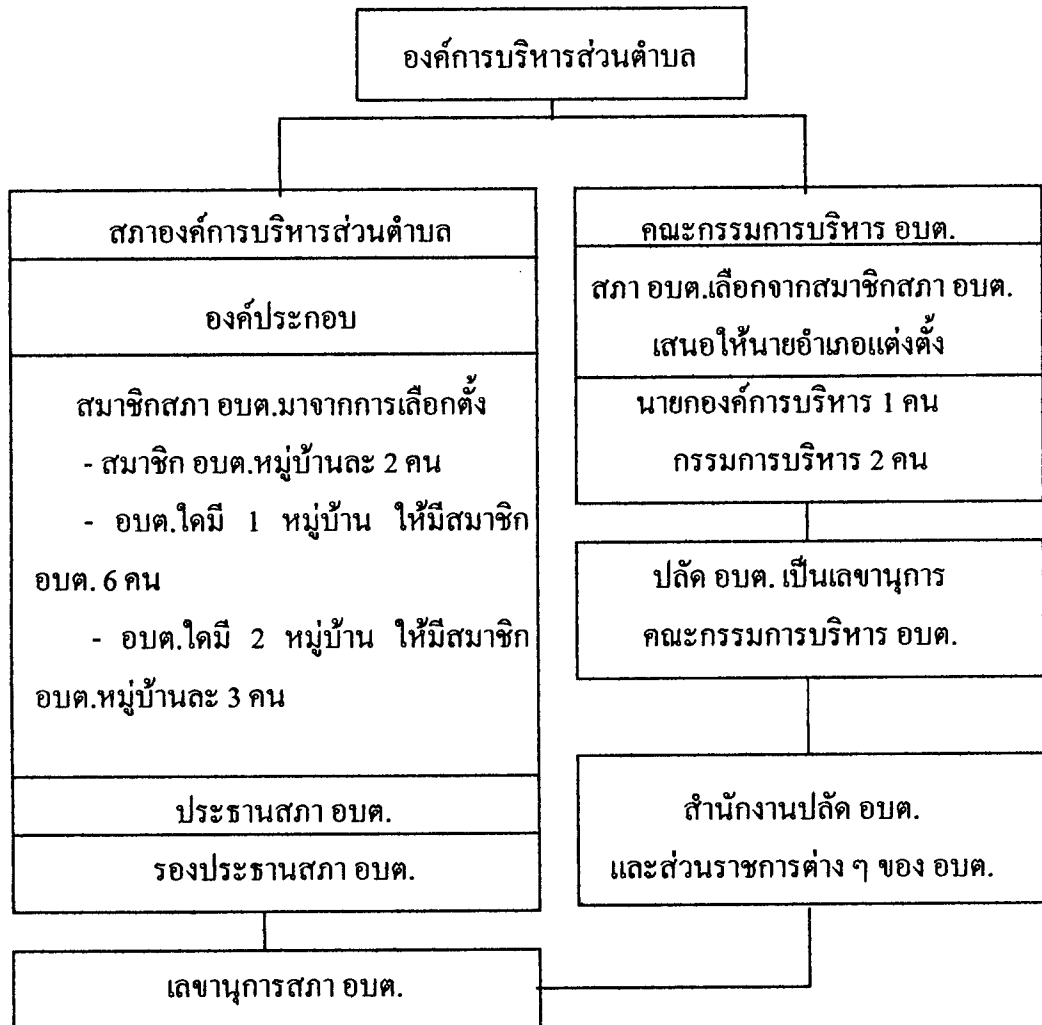 องค์การบริหารส่วนตำบล
สภาองค์การบริหารส่วนตำบล
องค์ประกอบ
สมาชิกสภา อบต.มาจากการเลือกตั้ง
- สมาชิก อบต.หมู่บ้านละ 2 คน
- อบต.ใดมี 1 หมู่บ้าน ให้มีสมาชิก
อบต. 6 คน
- อบต.ใดมี 2 หมู่บ้าน ให้มีสมาชิก
อบต.หมู่บ้านละ 3 คน
ประธานสภา อบต.
รองประธานสภา อบต.
เลขานุการสภา อบต.
คณะกรรมการบริหาร อบต.
สภา อบต.เลือกจากสมาชิกสภา อบต.
เสนอให้นายอำเภอแต่งตั้ง
นายกองค์การบริหาร 1 คน
กรรมการบริหาร 2 คน
ปลัด อบต. เป็นเลขานุการ
คณะกรรมการบริหาร อบต.
สำนักงานปลัด อบต.
และส่วนราชการต่าง ๆ ของ อบต.